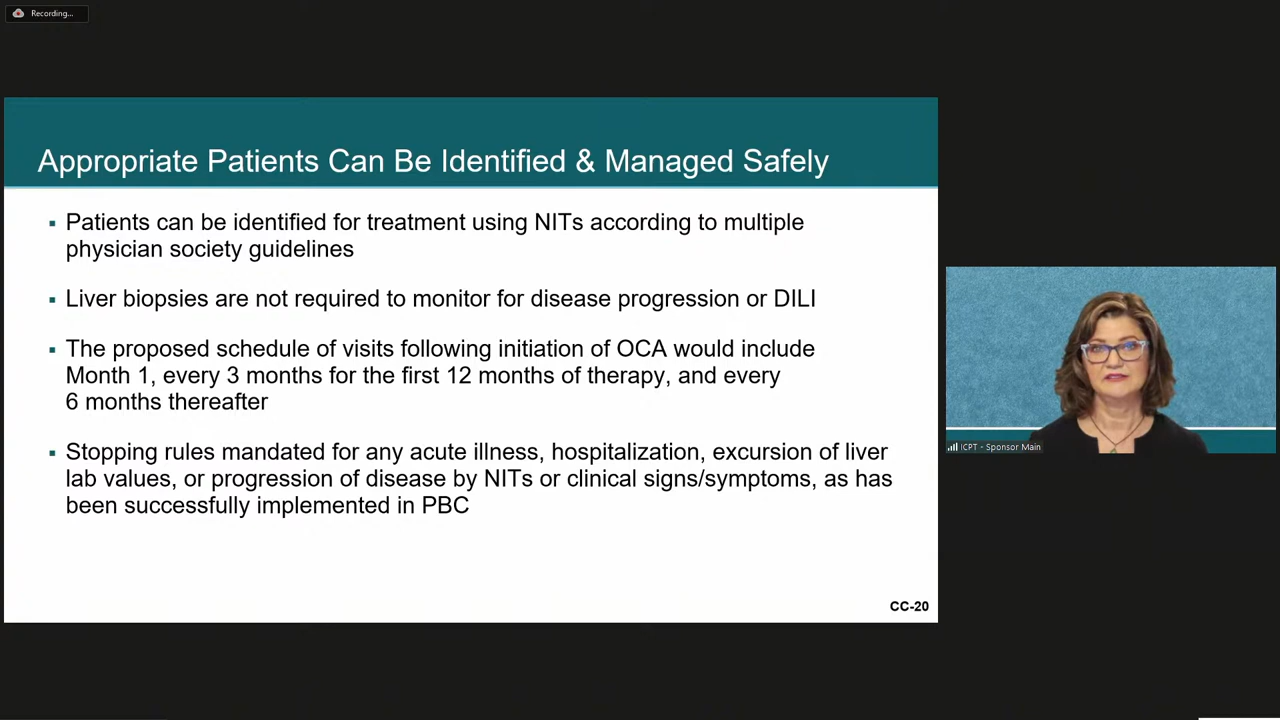 Recording...
Appropriate Patients Can Be Identified & Managed Safely
▪ Patients can be identified for treatment using NITs according to multiple
physician society guidelines
▪ Liver biopsies are not required to monitor for disease progression or DILI
▪ The proposed schedule of visits following initiation of OCA would include
Month 1, every 3 months for the first 12 months of therapy, and every
6 months thereafter
▪ Stopping rules mandated for any acute illness, hospitalization, excursion of liver
lab values, or progression of disease by NITs or clinical signs/symptoms, as has
been successfully implemented in PBC
CC-20
ICPT - Sponsor Main